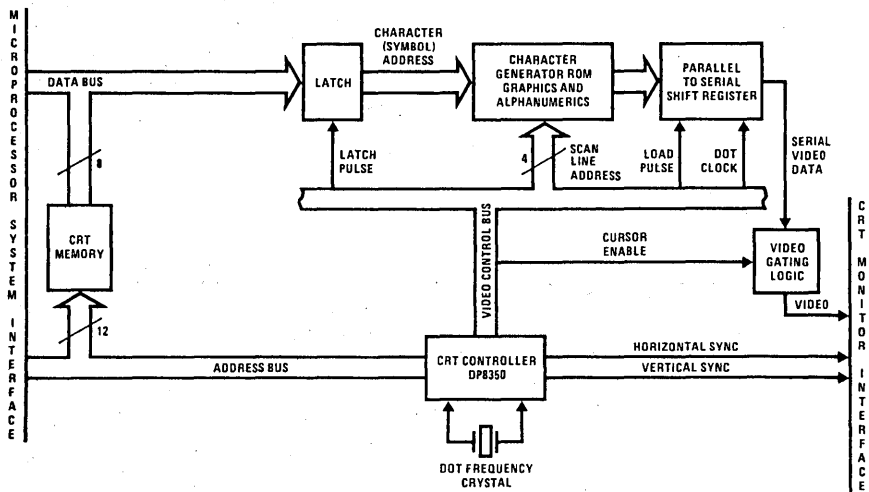 MICROPROCESSOR SYSTEM INTERFACE
DATA BUS
8
CRT
MEMORY
12
ADDRESS BUS
LATCH
CHARACTER
(SYMBOL)
ADDRESS
CHARACTER
GENERATOR ROM
GRAPHICS AND
ALPHANUMERICS
PARALLEL
TO SERIAL
SHIFT REGISTER
LATCH
PULSE
4
SCAN
LINE
ADDRESS
LOAD
PULSE
DOT
CLOCK
SERIAL
VIDEO
DATA
VIDEO CONTROL BUS
CURSOR
ENABLE
VIDEO
GATING
LOGIC
VIDEO
CRT CONTROLLER
DP8350
HORIZONTAL SYNC
VERTICAL SYNC
DOT FREQUENCY
CRYSTAL
CRT MONITOR INTERFACE